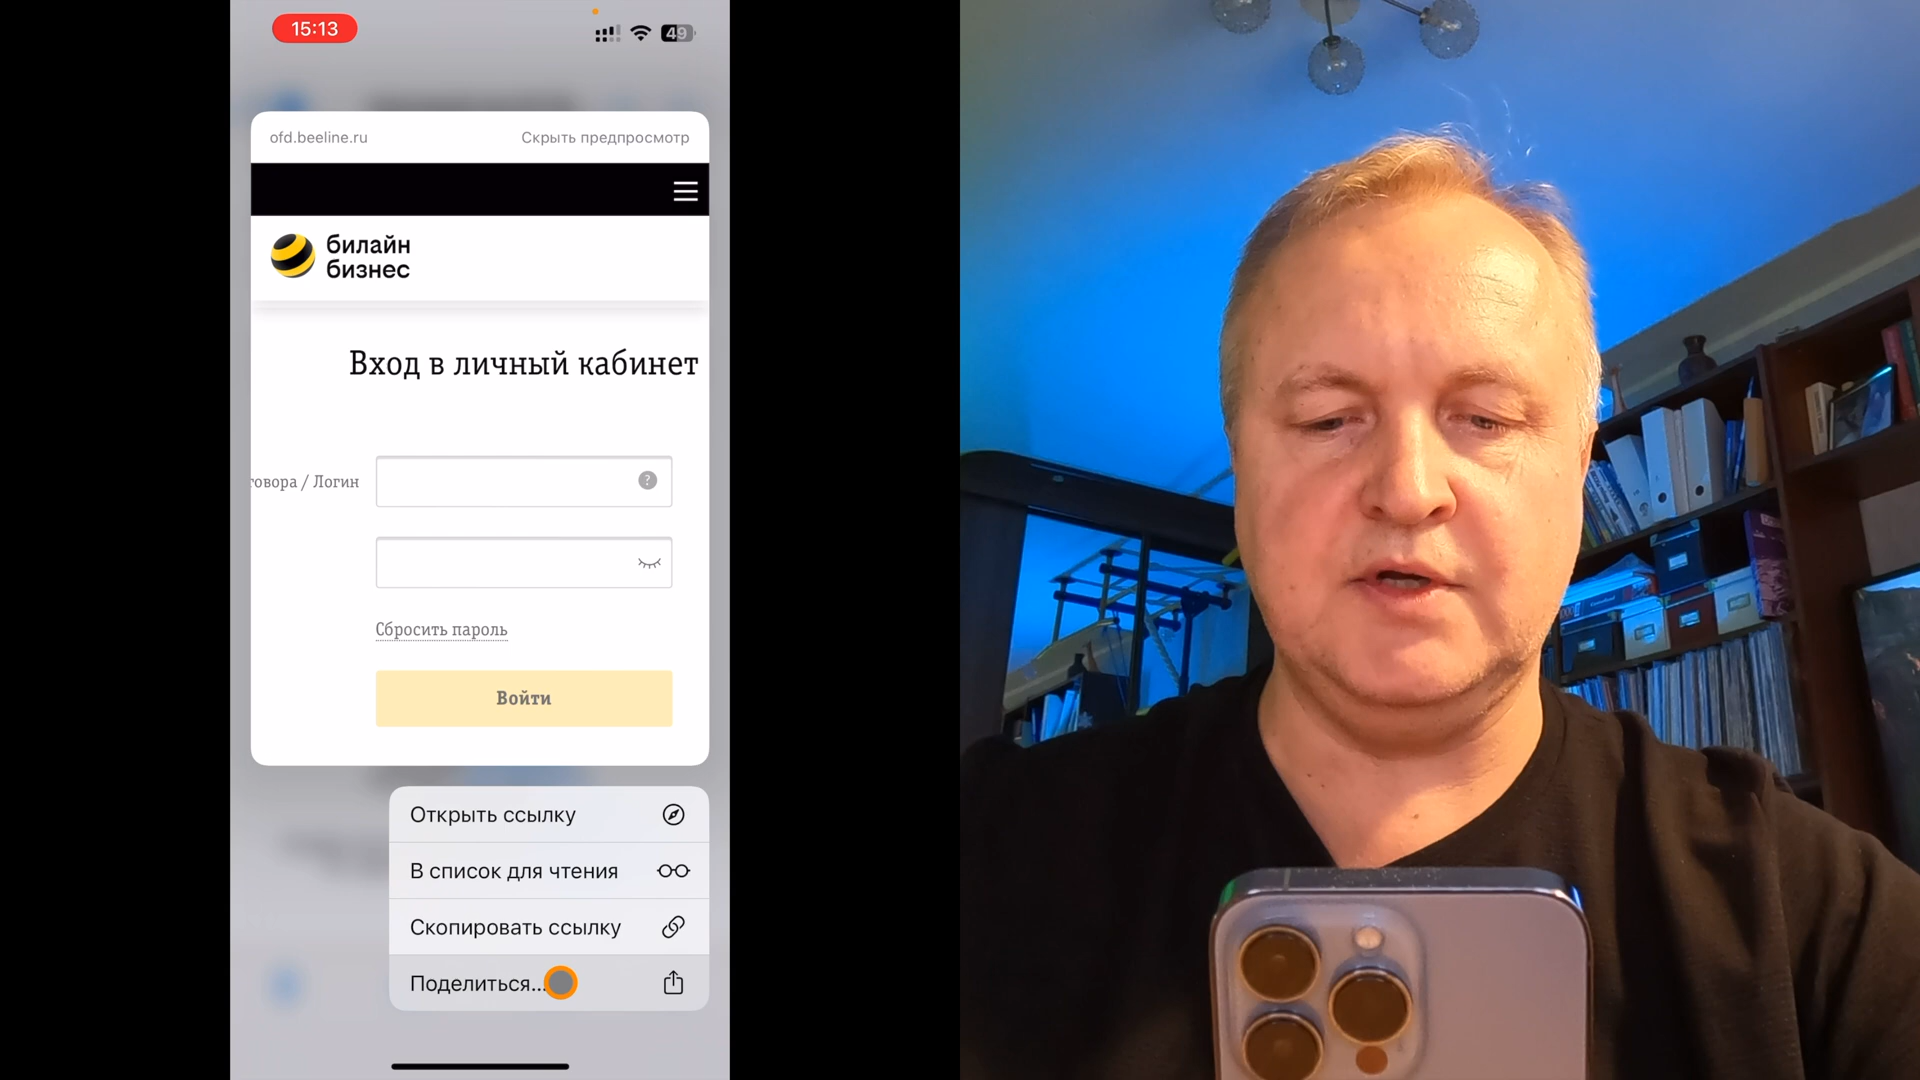 15:13
49
ofd.beeline.ru
Скрыть предпросмотр
билайн
бизнес
Вход в личный кабинет
говора / Логин
?
Сбросить пароль
Войти
Открыть ссылку
В список для чтения
Скопировать ссылку
Поделиться...